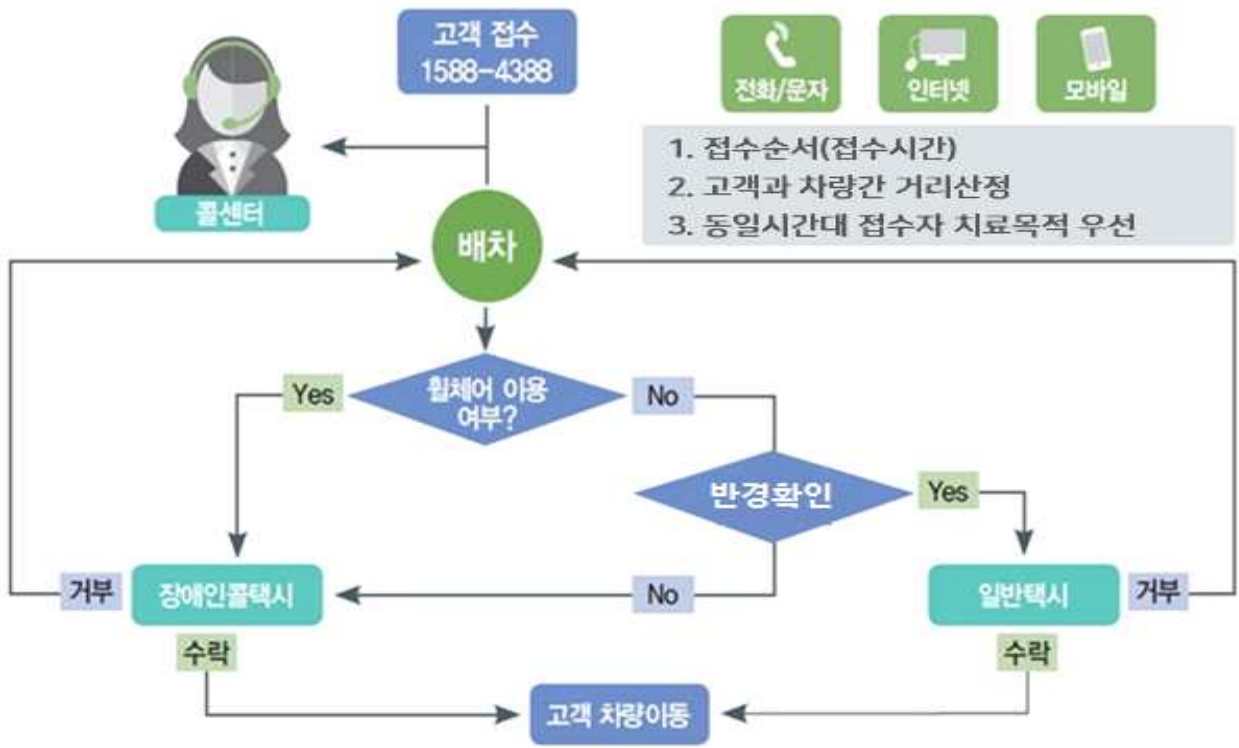 고객 접수
1588-4388
전화/문자
인터넷
모바일
1. 접수순서(접수시간)
2. 고객과 차량간 거리산정
3. 동일시간대 접수자 치료목적 우선
콜센터
배차
휠체어 이용
여부?
Yes
No
반경확인
Yes
거부
장애인콜택시
No
일반택시
거부
수락
수락
고객 차량이동